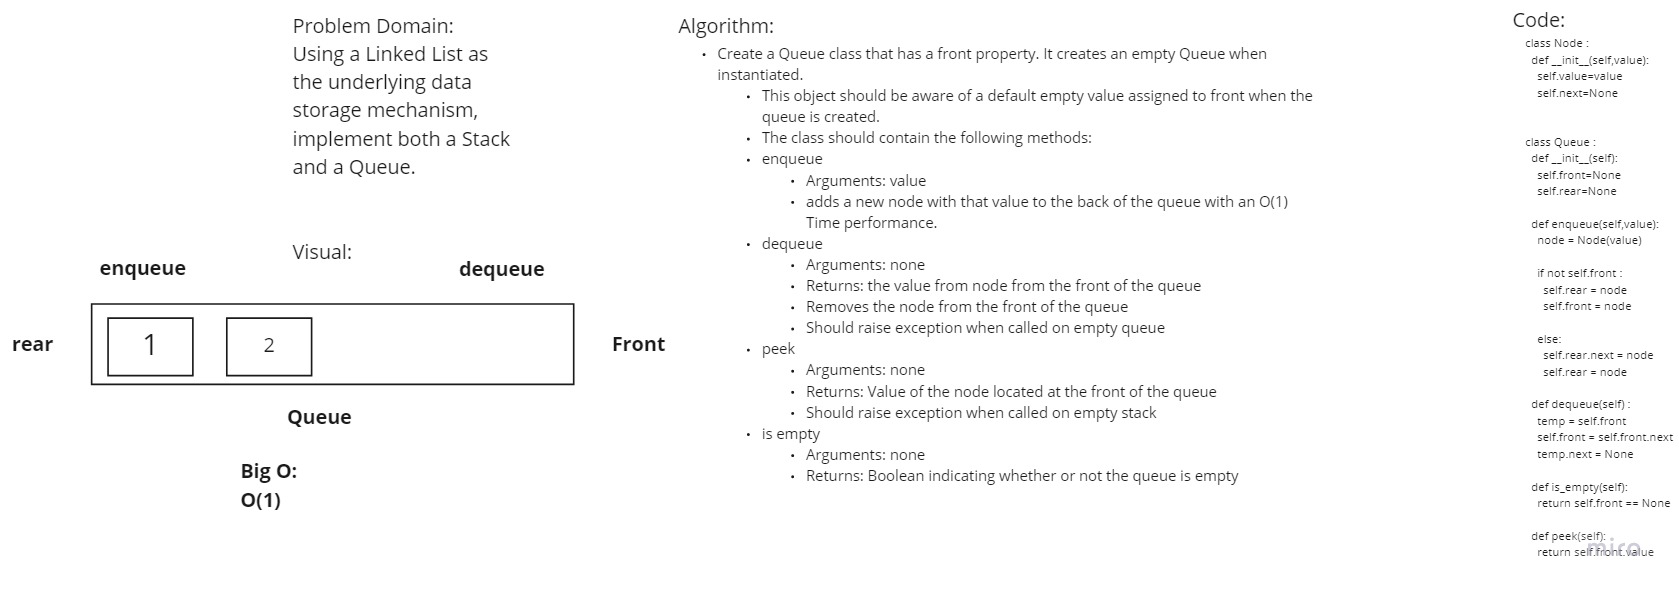 Problem Domain:
Using a Linked List as
the underlying data
storage mechanism,
implement both a Stack
and a Queue.
Visual:
enqueue
dequeue
rear
1
2
Front
Queue
Big O:
O(1)
Algorithm:
• Create a Queue class that has a front property. It creates an empty Queue when
instantiated.
• This object should be aware of a default empty value assigned to front when the
queue is created.
• The class should contain the following methods:
• enqueue
• Arguments: value
• adds a new node with that value to the back of the queue with an O(1)
Time performance.
• dequeue
• Arguments: none
• Returns: the value from node from the front of the queue
• Removes the node from the front of the queue
• Should raise exception when called on empty queue
• peek
• Arguments: none
• Returns: Value of the node located at the front of the queue
• Should raise exception when called on empty stack
• is empty
• Arguments: none
• Returns: Boolean indicating whether or not the queue is empty
Code:
class Node :
def __init__(self,value):
self.value=value
self.next=None
class Queue :
def __init__(self):
self.front=None
self.rear=None
def enqueue(self,value):
node = Node(value)
if not self.front :
self.rear = node
self.front = node
else:
self.rear.next = node
self.rear = node
def dequeue(self) :
temp = self.front
self.front = self.front.next
temp.next = None
def is_empty(self):
return self.front == None
def peek(self):
return self.front.value
miro